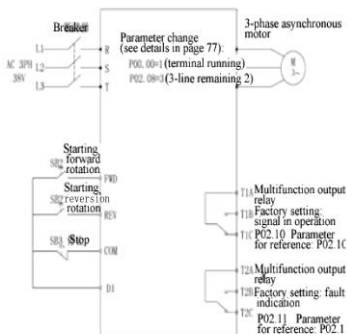 Breaker
L1
R
AC 3PH
L2
S
38V
L3
T
Parameter change
(see details in page 77):
P00.00=1(terminal running)
P02.08=3(3-line remaining 2)
3-phase asynchronous
motor
M
3~
Starting
forward
rotation
SB2
FWD
Starting
SB2 reversion
rotation
REV
SB3
Stop
COM
D1
T1A Multifunction output
relay
T1B Factory setting:
signal in operation
T1C P02.10 Parameter
for reference: P02.10
T2A Multifunction output
relay
T2B Factory setting: fault
indication
T2C
P02.11 Parameter
for reference: P02.1